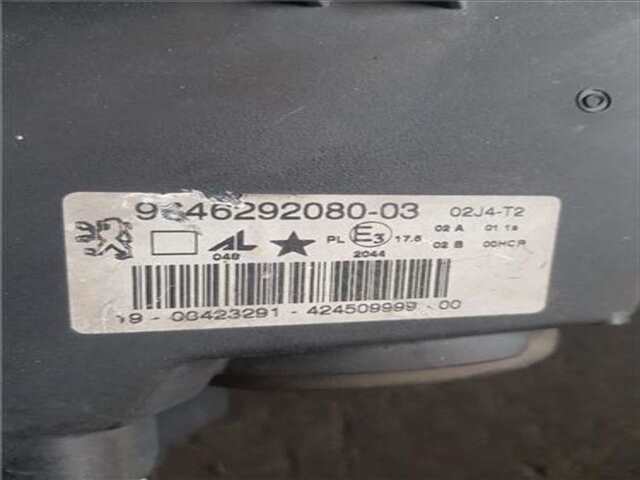 9646292080-03 02J4-T2
AL ★ PL E3 17.5 02 A 01 1a
048 2044 02 B 00HCR
19-00423291-424509999-00